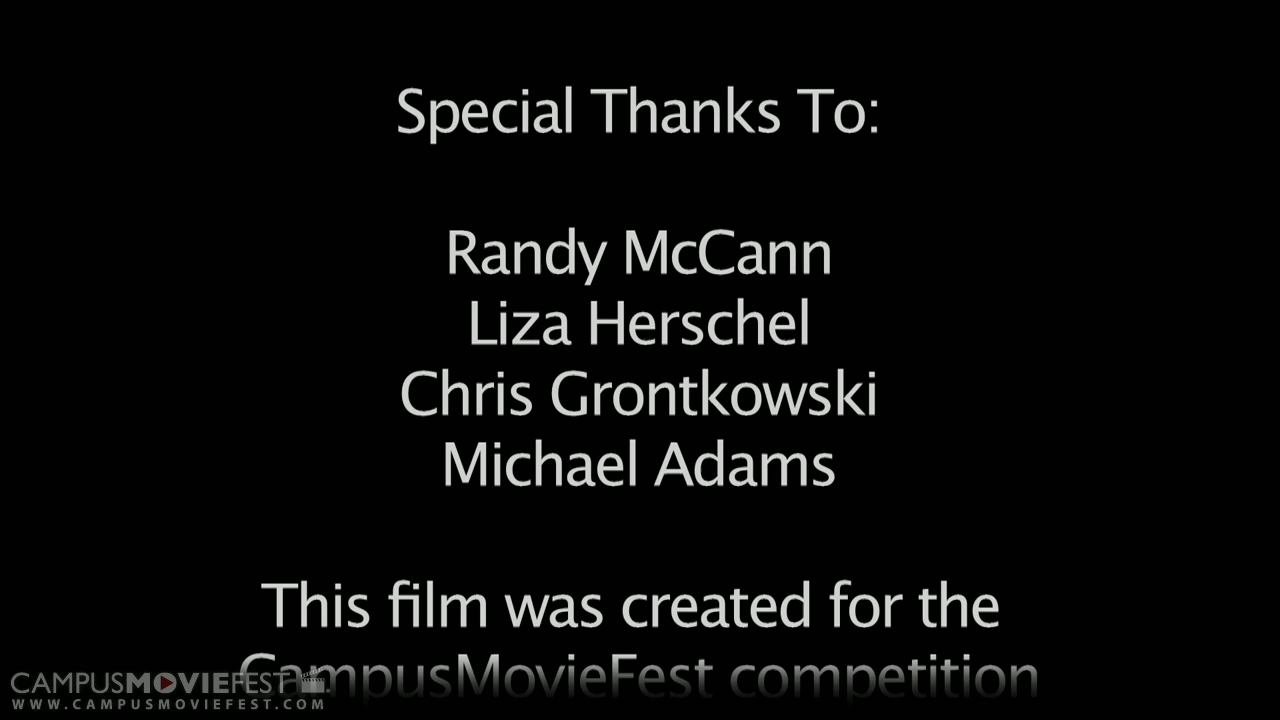 Special Thanks To:
Randy McCann
Liza Herschel
Chris Grontkowski
Michael Adams
This film was created for the
CampusMovieFest competition
CAMPUSMOVIEFEST
WWW.CAMPUSMOVIEFEST.COM